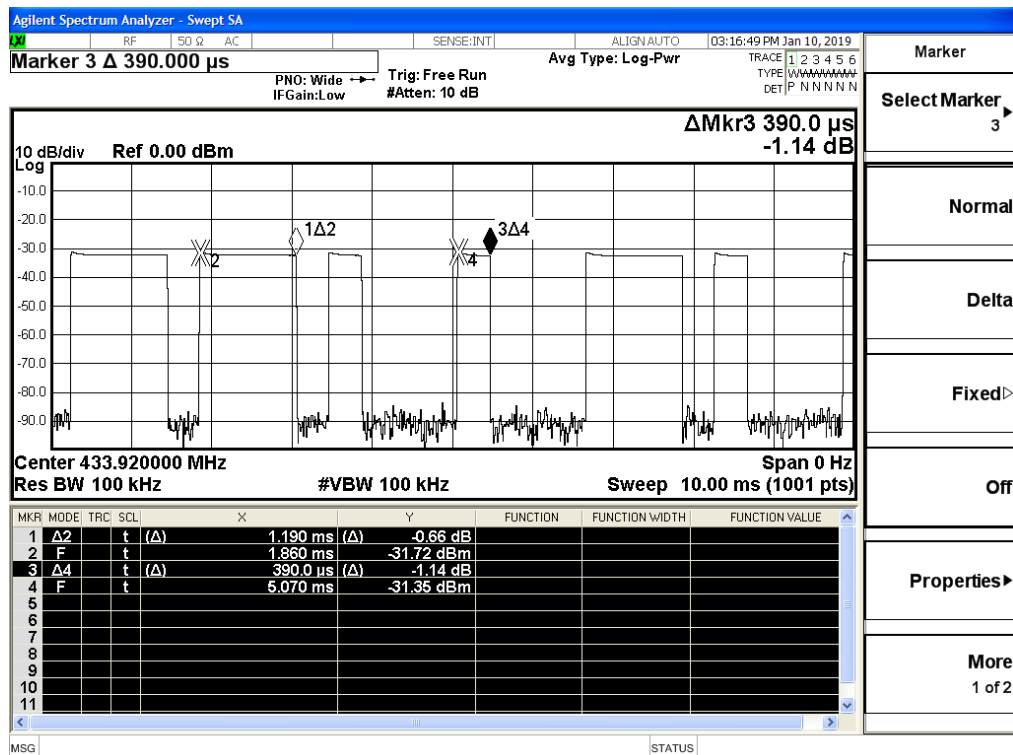 Agilent Spectrum Analyzer - Swept SA
LXI RF 50 Ω AC SENSE:INT ALIGN AUTO 03:16:49 PM Jan 10, 2019
Marker 3 Δ 390.000 µs
PNO: Wide
IFGain:Low
Trig: Free Run
#Atten: 10 dB
Avg Type: Log-Pwr
TRACE 1 2 3 4 5 6
TYPE
DET P N N N N N
ΔMkr3 390.0 µs
-1.14 dB
10 dB/div Ref 0.00 dBm
Log
-10.0
-20.0
-30.0
-40.0
-50.0
-60.0
-70.0
-80.0
-90.0
1Δ2
2
3Δ4
4
Center 433.920000 MHz Span 0 Hz
Res BW 100 kHz #VBW 100 kHz Sweep 10.00 ms (1001 pts)
MKR MODE TRC SCL X Y FUNCTION FUNCTION WIDTH FUNCTION VALUE
1 Δ2 t (Δ) 1.190 ms (Δ) -0.66 dB
2 F t 1.860 ms -31.72 dBm
3 Δ4 t (Δ) 390.0 µs (Δ) -1.14 dB
4 F t 5.070 ms -31.35 dBm
5
6
7
8
9
10
11
MSG STATUS
Marker
Select Marker
3
Normal
Delta
Fixed
Off
Properties
More
1 of 2